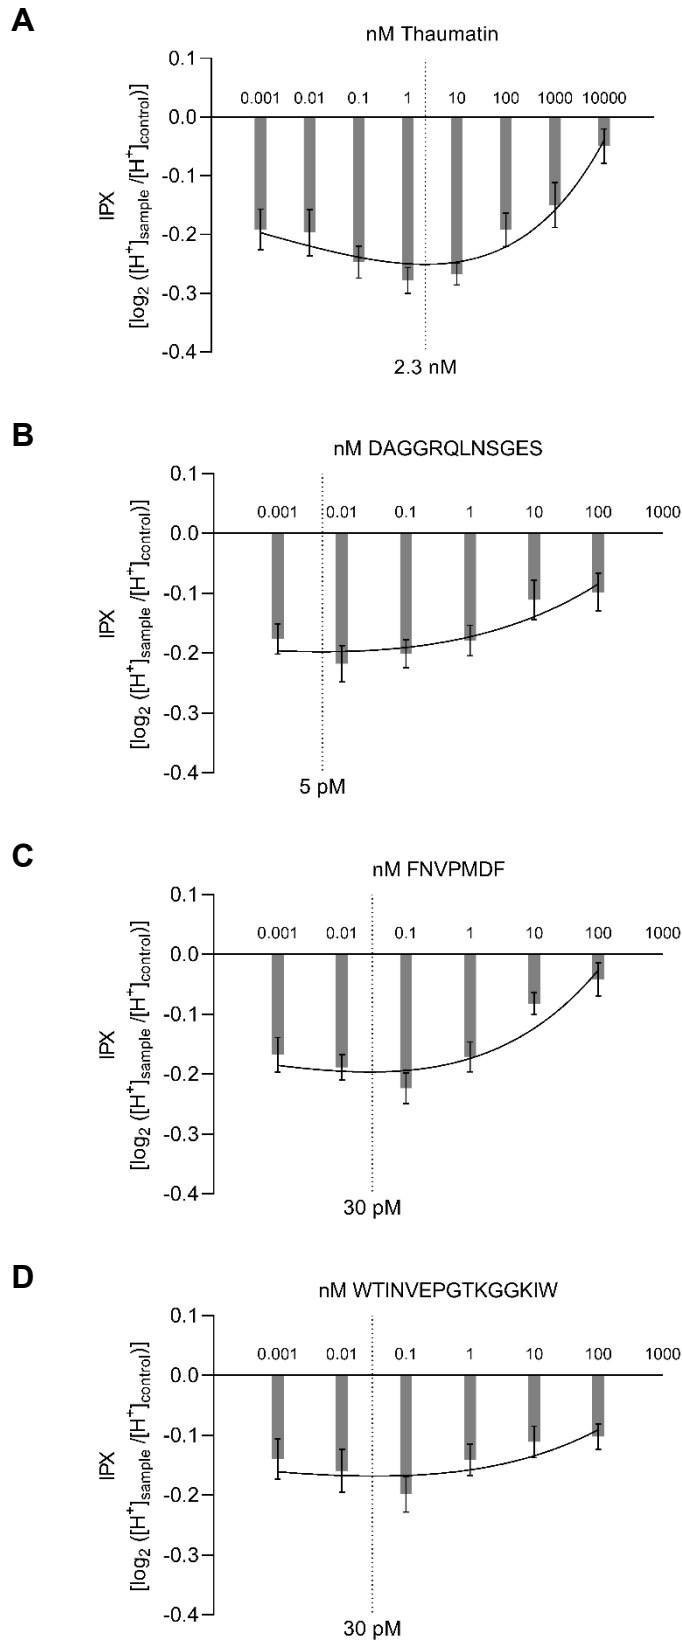 A
nM Thaumatin
0.1
0.001 0.01 0.1 1 10 100 1000 10000
0.0
-0.1
-0.2
-0.3
-0.4
IPX
[log₂ ([H⁺]sample /[H⁺]control)]
2.3 nM
B
nM DAGGRQLNSGES
0.1
0.001 0.01 0.1 1 10 100 1000
0.0
-0.1
-0.2
-0.3
-0.4
IPX
[log₂ ([H⁺]sample /[H⁺]control)]
5 pM
C
nM FNVPMDF
0.1
0.001 0.01 0.1 1 10 100 1000
0.0
-0.1
-0.2
-0.3
-0.4
IPX
[log₂ ([H⁺]sample /[H⁺]control)]
30 pM
D
nM WTINVEPGTKGGKIW
0.1
0.001 0.01 0.1 1 10 100 1000
0.0
-0.1
-0.2
-0.3
-0.4
IPX
[log₂ ([H⁺]sample /[H⁺]control)]
30 pM